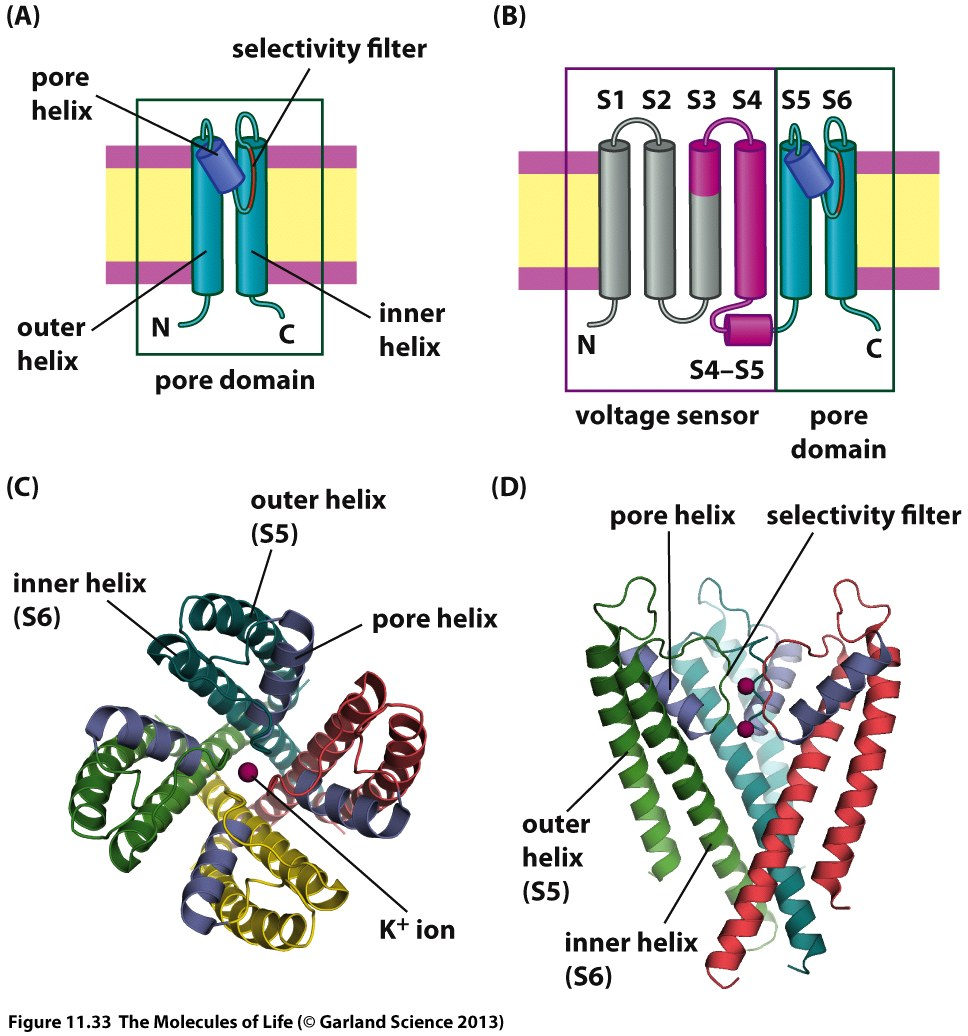 (A)
selectivity filter
pore
helix
outer
helix
N
C
inner
helix
pore domain
(B)
S1 S2 S3 S4 S5 S6
N
S4–S5
C
voltage sensor
pore
domain
(C)
outer helix
(S5)
inner helix
(S6)
pore helix
K⁺ ion
(D)
pore helix
selectivity filter
outer
helix
(S5)
inner helix
(S6)
Figure 11.33 The Molecules of Life (© Garland Science 2013)